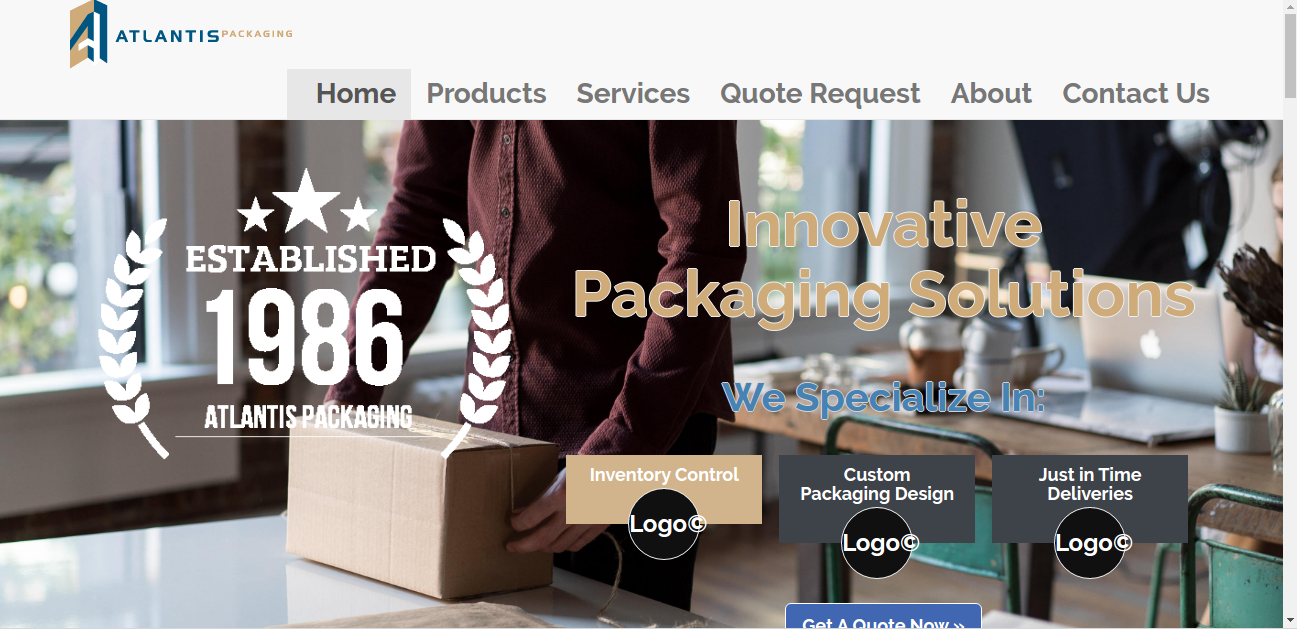 ATLANTIS PACKAGING
Home Products Services Quote Request About Contact Us
ESTABLISHED
1986
ATLANTIS PACKAGING
Innovative
Packaging Solutions
We Specialize In:
Inventory Control
Logo©
Custom
Packaging Design
Logo©
Just in Time
Deliveries
Logo©
Get A Quote Now »